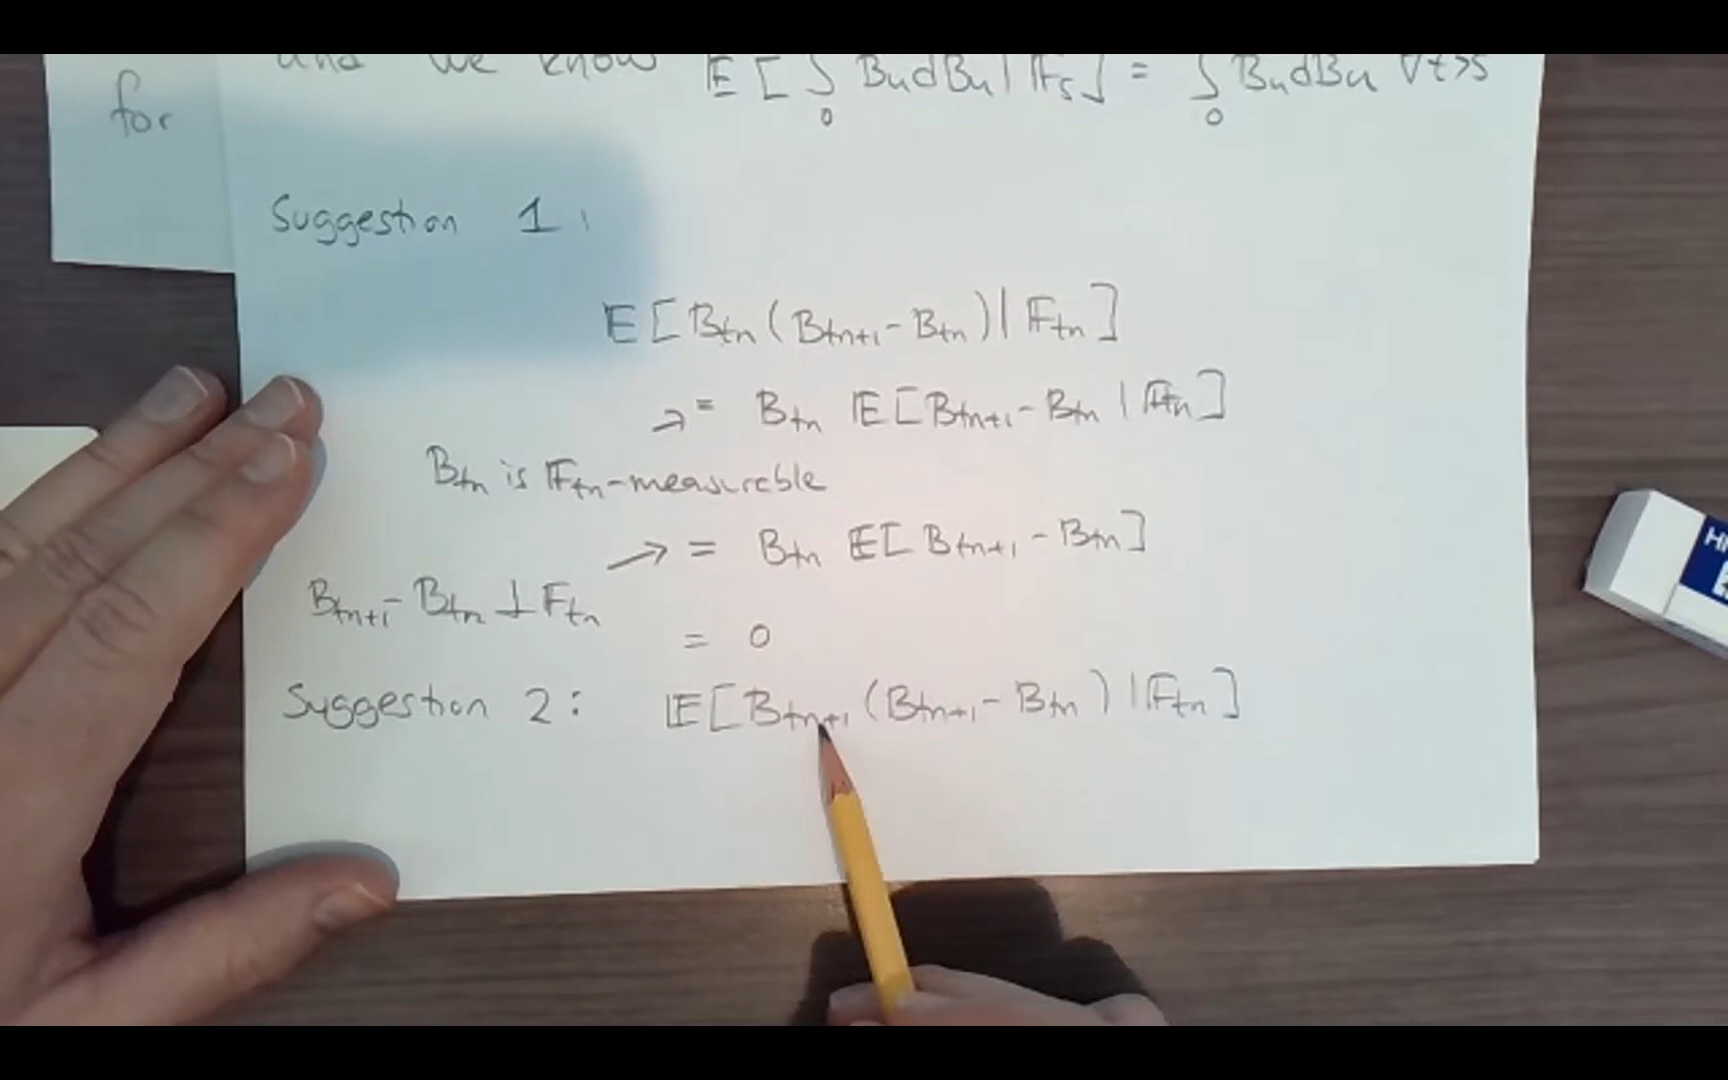 and we know E[∫₀ BudBu|Fs] = ∫₀ BudBu ∀t>s
for
Suggestion 1:
E[Btn(Btn+1-Btn)|Ftn]
→= Btn E[Btn+1-Btn|Ftn]
Btn is Ftn-measurable
→ = Btn E[Btn+1-Btn]
Btn+1-Btn ⊥ Ftn
= 0
Suggestion 2: E[Btn+1(Btn+1-Btn)|Ftn]